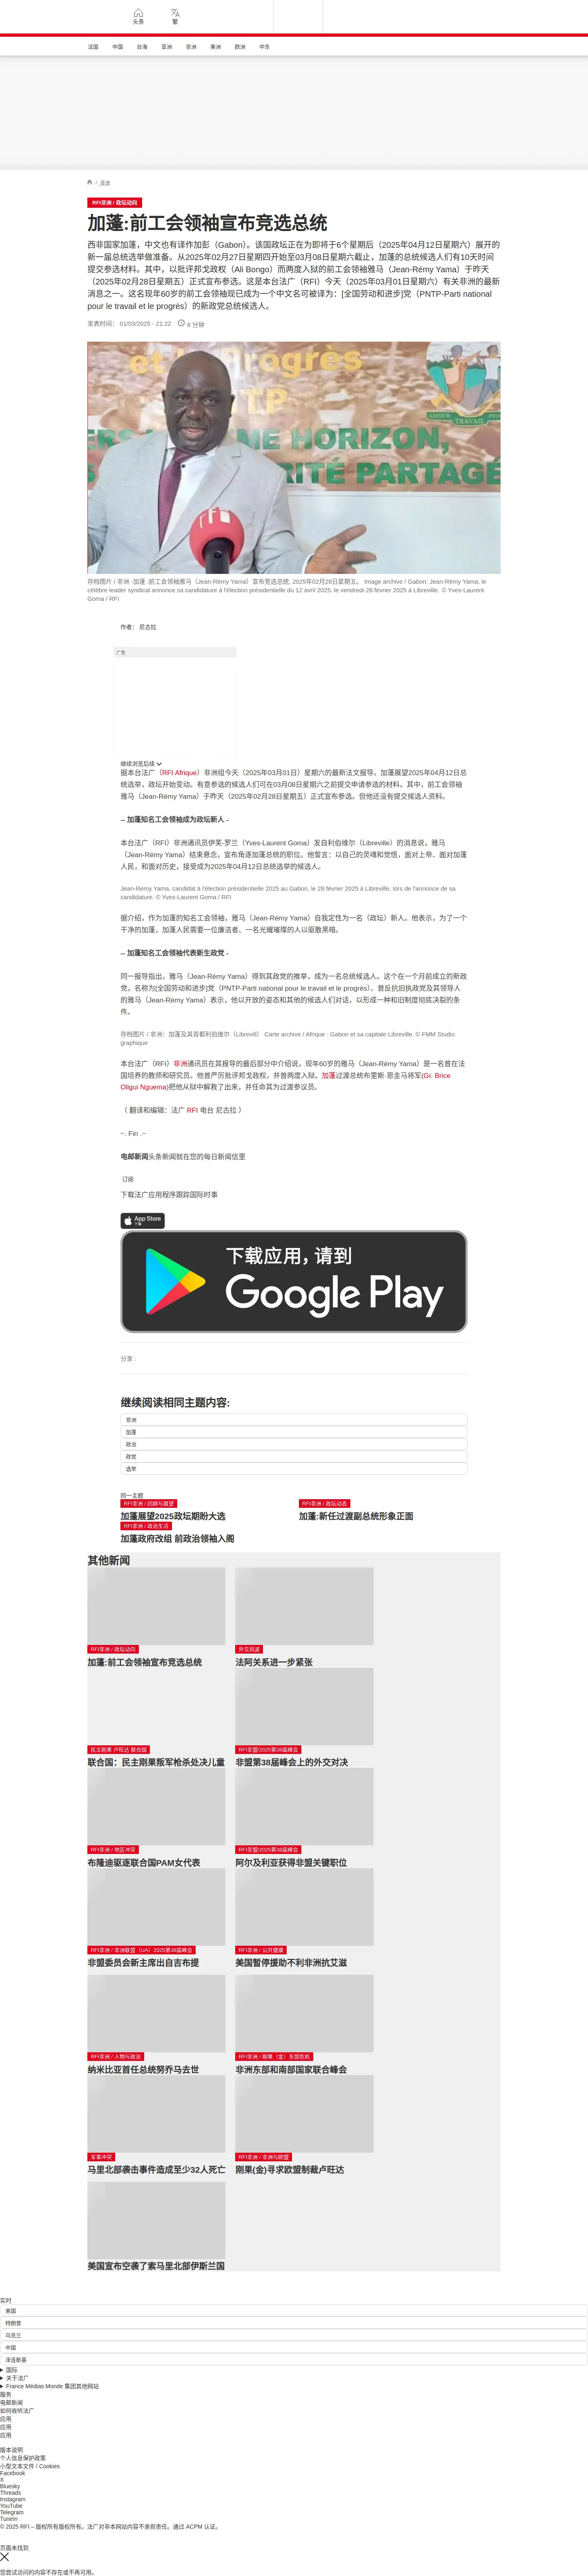 头条
繁
法国
中国
台海
亚洲
非洲
美洲
欧洲
中东
/ 非洲
RFI非洲 / 政坛动向
加蓬:前工会领袖宣布竞选总统
西非国家加蓬，中文也有译作加彭（Gabon）。该国政坛正在为即将于6个星期后（2025年04月12日星期六）展开的
新一届总统选举做准备。从2025年02月27日星期四开始至03月08日星期六截止，加蓬的总统候选人们有10天时间
提交参选材料。其中，以批评邦戈政权（Ali Bongo）而两度入狱的前工会领袖雅马（Jean-Rémy Yama）于昨天
（2025年02月28日星期五）正式宣布参选。这是本台法广（RFI）今天（2025年03月01日星期六）有关非洲的最新
消息之一。这名现年60岁的前工会领袖现已成为一个中文名可被译为：[全国劳动和进步]党（PNTP-Parti national
pour le travail et le progrès）的新政党总统候选人。
发表时间： 01/03/2025 - 21:22
8 分钟
et le Progrès
TP
ERS LE MÊME HORIZON,
RITÉ PARTAGÉ
AMOUR
TRAVAIL
PROGRÈS
rfi
存档图片 / 非洲 -加蓬 :前工会领袖雅马（Jean-Rémy Yama）宣布竞选总统, 2025年02月28日星期五。 Image archive / Gabon: Jean-Rémy Yama, le
célèbre leader syndical annonce sa candidature à l'élection présidentielle du 12 avril 2025. le vendredi 28 février 2025 à Libreville. © Yves-Laurent
Goma / RFI
作者： 尼古拉
广告
继续浏览后续
据本台法广（RFI Afrique）非洲组今天（2025年03月01日）星期六的最新法文报导。加蓬展望2025年04月12日总
统选举，政坛开始变动。有意参选的候选人们可在03月08日星期六之前提交申请参选的材料。其中，前工会领袖
雅马（Jean-Rémy Yama）于昨天（2025年02月28日星期五）正式宣布参选。但他还没有提交候选人资料。
-- 加蓬知名工会领袖成为政坛新人 -
本台法广（RFI）非洲通讯员伊芙-罗兰（Yves-Laurent Goma）发自利伯维尔（Libreville）的消息说，雅马
（Jean-Rémy Yama）结束悬念，宣布角逐加蓬总统的职位。他誓言：以自己的灵魂和觉悟，面对上帝、面对加蓬
人民，和面对历史，接受成为2025年04月12日总统选举的候选人。
Jean-Rémy Yama, candidat à l'élection présidentielle 2025 au Gabon, le 28 février 2025 à Libreville, lors de l'annonce de sa
candidature. © Yves-Laurent Goma / RFI
据介绍，作为加蓬的知名工会领袖，雅马（Jean-Rémy Yama）自我定性为一名（政坛）新人。他表示，为了一个
干净的加蓬，加蓬人民需要一位廉洁者、一名光耀璀璨的人以驱散黑暗。
-- 加蓬知名工会领袖代表新生政党 -
同一报导指出，雅马（Jean-Rémy Yama）得到其政党的推举，成为一名总统候选人。这个在一个月前成立的新政
党，名称为[全国劳动和进步]党（PNTP-Parti national pour le travail et le progrès）。曾反抗旧执政党及其领导人
的雅马（Jean-Rémy Yama）表示，他以开放的姿态和其他的候选人们对话，以形成一种和旧制度彻底决裂的条
件。
存档图片 / 非洲：加蓬及其首都利伯维尔（Librevill） Carte archive / Afrique : Gabon et sa capitale Libreville. © FMM Studio
graphique
本台法广（RFI）非洲通讯员在其报导的最后部分中介绍说，现年60岁的雅马（Jean-Rémy Yama）是一名曾在法
国培养的教师和研究员。他曾严厉批评邦戈政权，并曾两度入狱。加蓬过渡总统布里斯·恩圭马将军(Gr. Brice
Oligui Nguema)把他从狱中解救了出来，并任命其为过渡参议员。
（ 翻译和编辑：法广 RFI 电台 尼古拉 ）
~. Fin .~
电邮新闻头条新闻就在您的每日新闻信里
订阅
下载法广应用程序跟踪国际时事
App Store
下载
下载应用，请到
Google Play
分享 :
继续阅读相同主题内容:
非洲
加蓬
政治
政党
选举
同一主题
RFI非洲 / 回顾与展望
加蓬展望2025政坛期盼大选
RFI非洲 / 政坛动态
加蓬:新任过渡副总统形象正面
RFI非洲 / 政治生活
加蓬政府改组 前政治领袖入阁
其他新闻
RFI非洲 / 政坛动向
加蓬:前工会领袖宣布竞选总统
外交风波
法阿关系进一步紧张
民主刚果 卢旺达 联合国
联合国：民主刚果叛军枪杀处决儿童
RFI非盟/2025第38届峰会
非盟第38届峰会上的外交对决
RFI非洲 / 地区冲突
布隆迪驱逐联合国PAM女代表
RFI非盟/2025第38届峰会
阿尔及利亚获得非盟关键职位
RFI非洲 / 非洲联盟（UA）2025第38届峰会
非盟委员会新主席出自吉布提
RFI非洲 / 公共健康
美国暂停援助不利非洲抗艾滋
RFI非洲 / 人物与政治
纳米比亚首任总统努乔马去世
RFI非洲 / 刚果（金）东部危机
非洲东部和南部国家联合峰会
军事冲突
马里北部袭击事件造成至少32人死亡
RFI非洲 / 非洲与欧盟
刚果(金)寻求欧盟制裁卢旺达
美国宣布空袭了索马里北部伊斯兰国
实时
美国
特朗普
乌克兰
中国
泽连斯基
国际
关于法广
France Médias Monde 集团其他网站
服务
电邮新闻
如何收听法广
应用
应用
应用
版本说明
个人信息保护政策
小型文本文件 / Cookies
Facebook
X
Bluesky
Threads
Instagram
YouTube
Telegram
TuneIn
© 2025 RFI – 版权所有版权所有。法广对非本网站内容不承担责任。通过 ACPM 认证。
页面未找到
您尝试访问的内容不存在或不再可用。